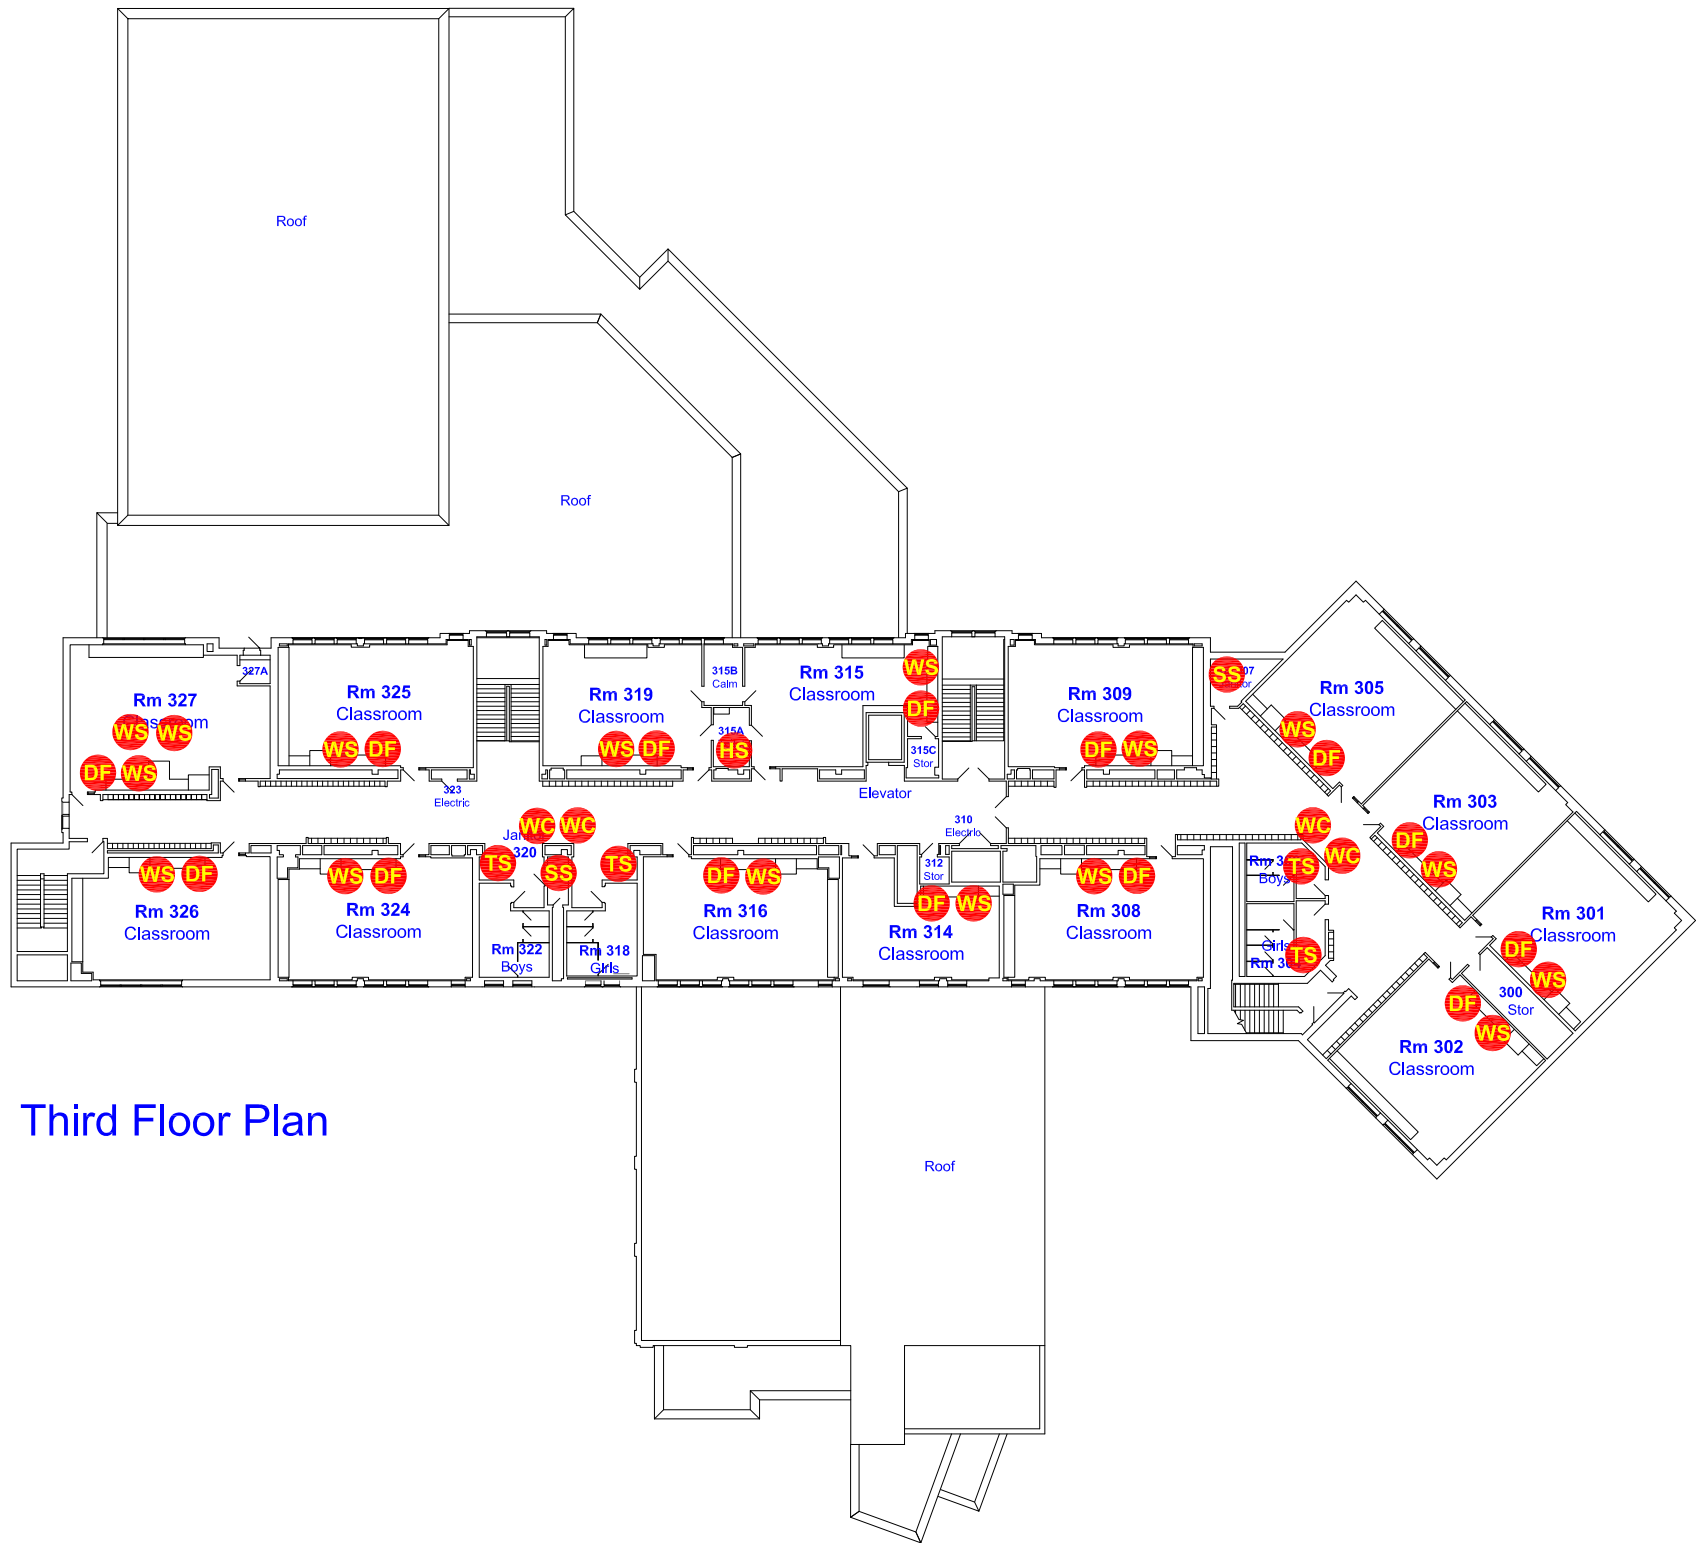 Roof
Roof
327A
Rm 327
WS WS
DF WS
Rm 325
Classroom
WS DF
323
Electric
Rm 319
Classroom
WS DF
315B
Calm
315A
HS
Rm 315
Classroom
WS
DF
315C
Stor
Elevator
310
Electric
Rm 309
Classroom
DF WS
SS
Rm 305
Classroom
WS
DF
Rm 303
Classroom
DF
WS
Rm 301
Classroom
DF
WS
300
Stor
Rm 302
Classroom
DF
WS
WC
WC
TS
Boys
Girls
TS
WS DF
Rm 326
Classroom
WS DF
Rm 324
Classroom
WC WC
320
TS
SS
TS
Rm 322
Boys
Rm 318
Girls
DF WS
Rm 316
Classroom
312
Stor
DF WS
Rm 314
Classroom
WS DF
Rm 308
Classroom
Third Floor Plan
Roof